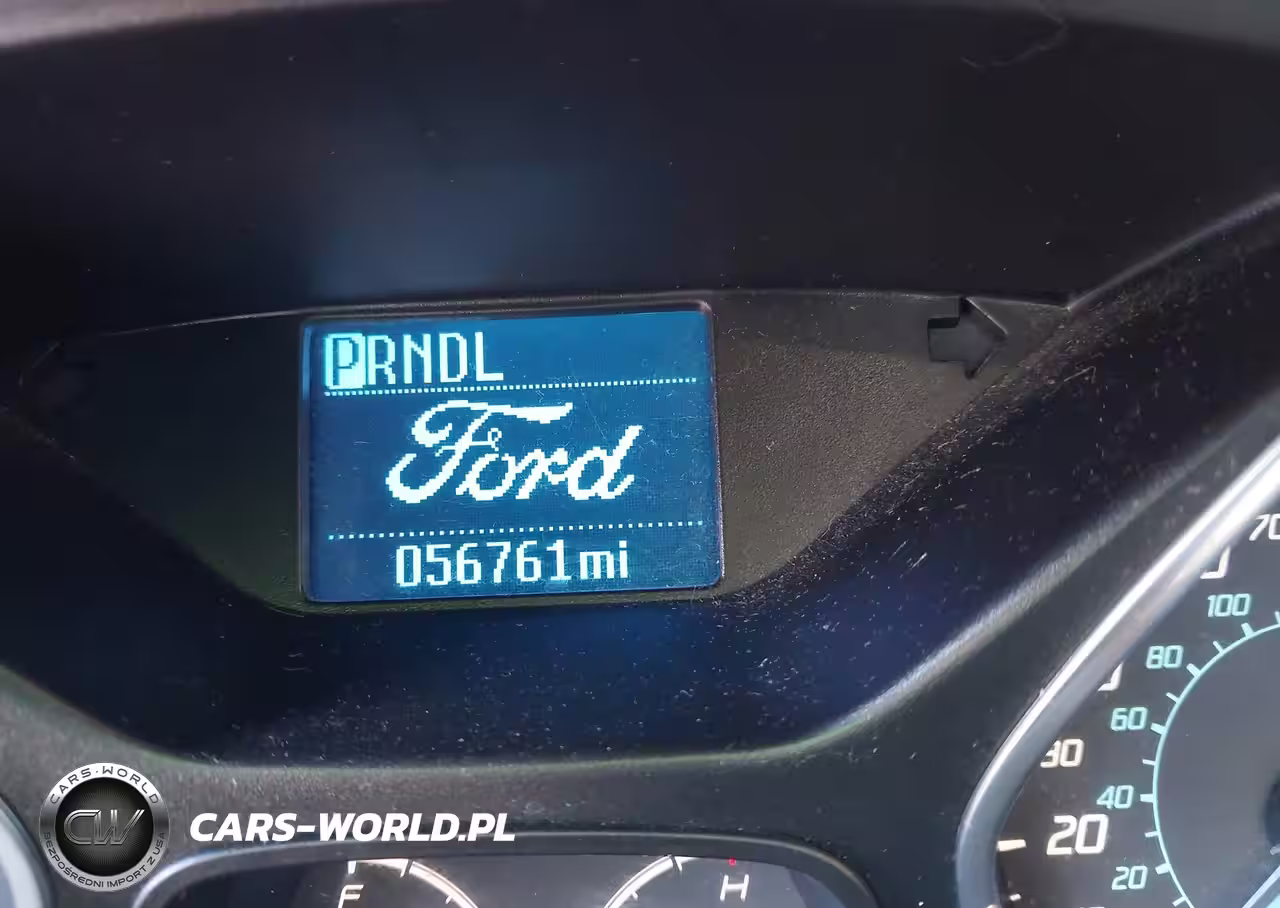 PRNDL
Ford
056761mi
70
100
80
60
80
40
20
20
F
H
CARS-WORLD
CW
BEZPOŚREDNI IMPORT Z USA
CARS-WORLD.PL